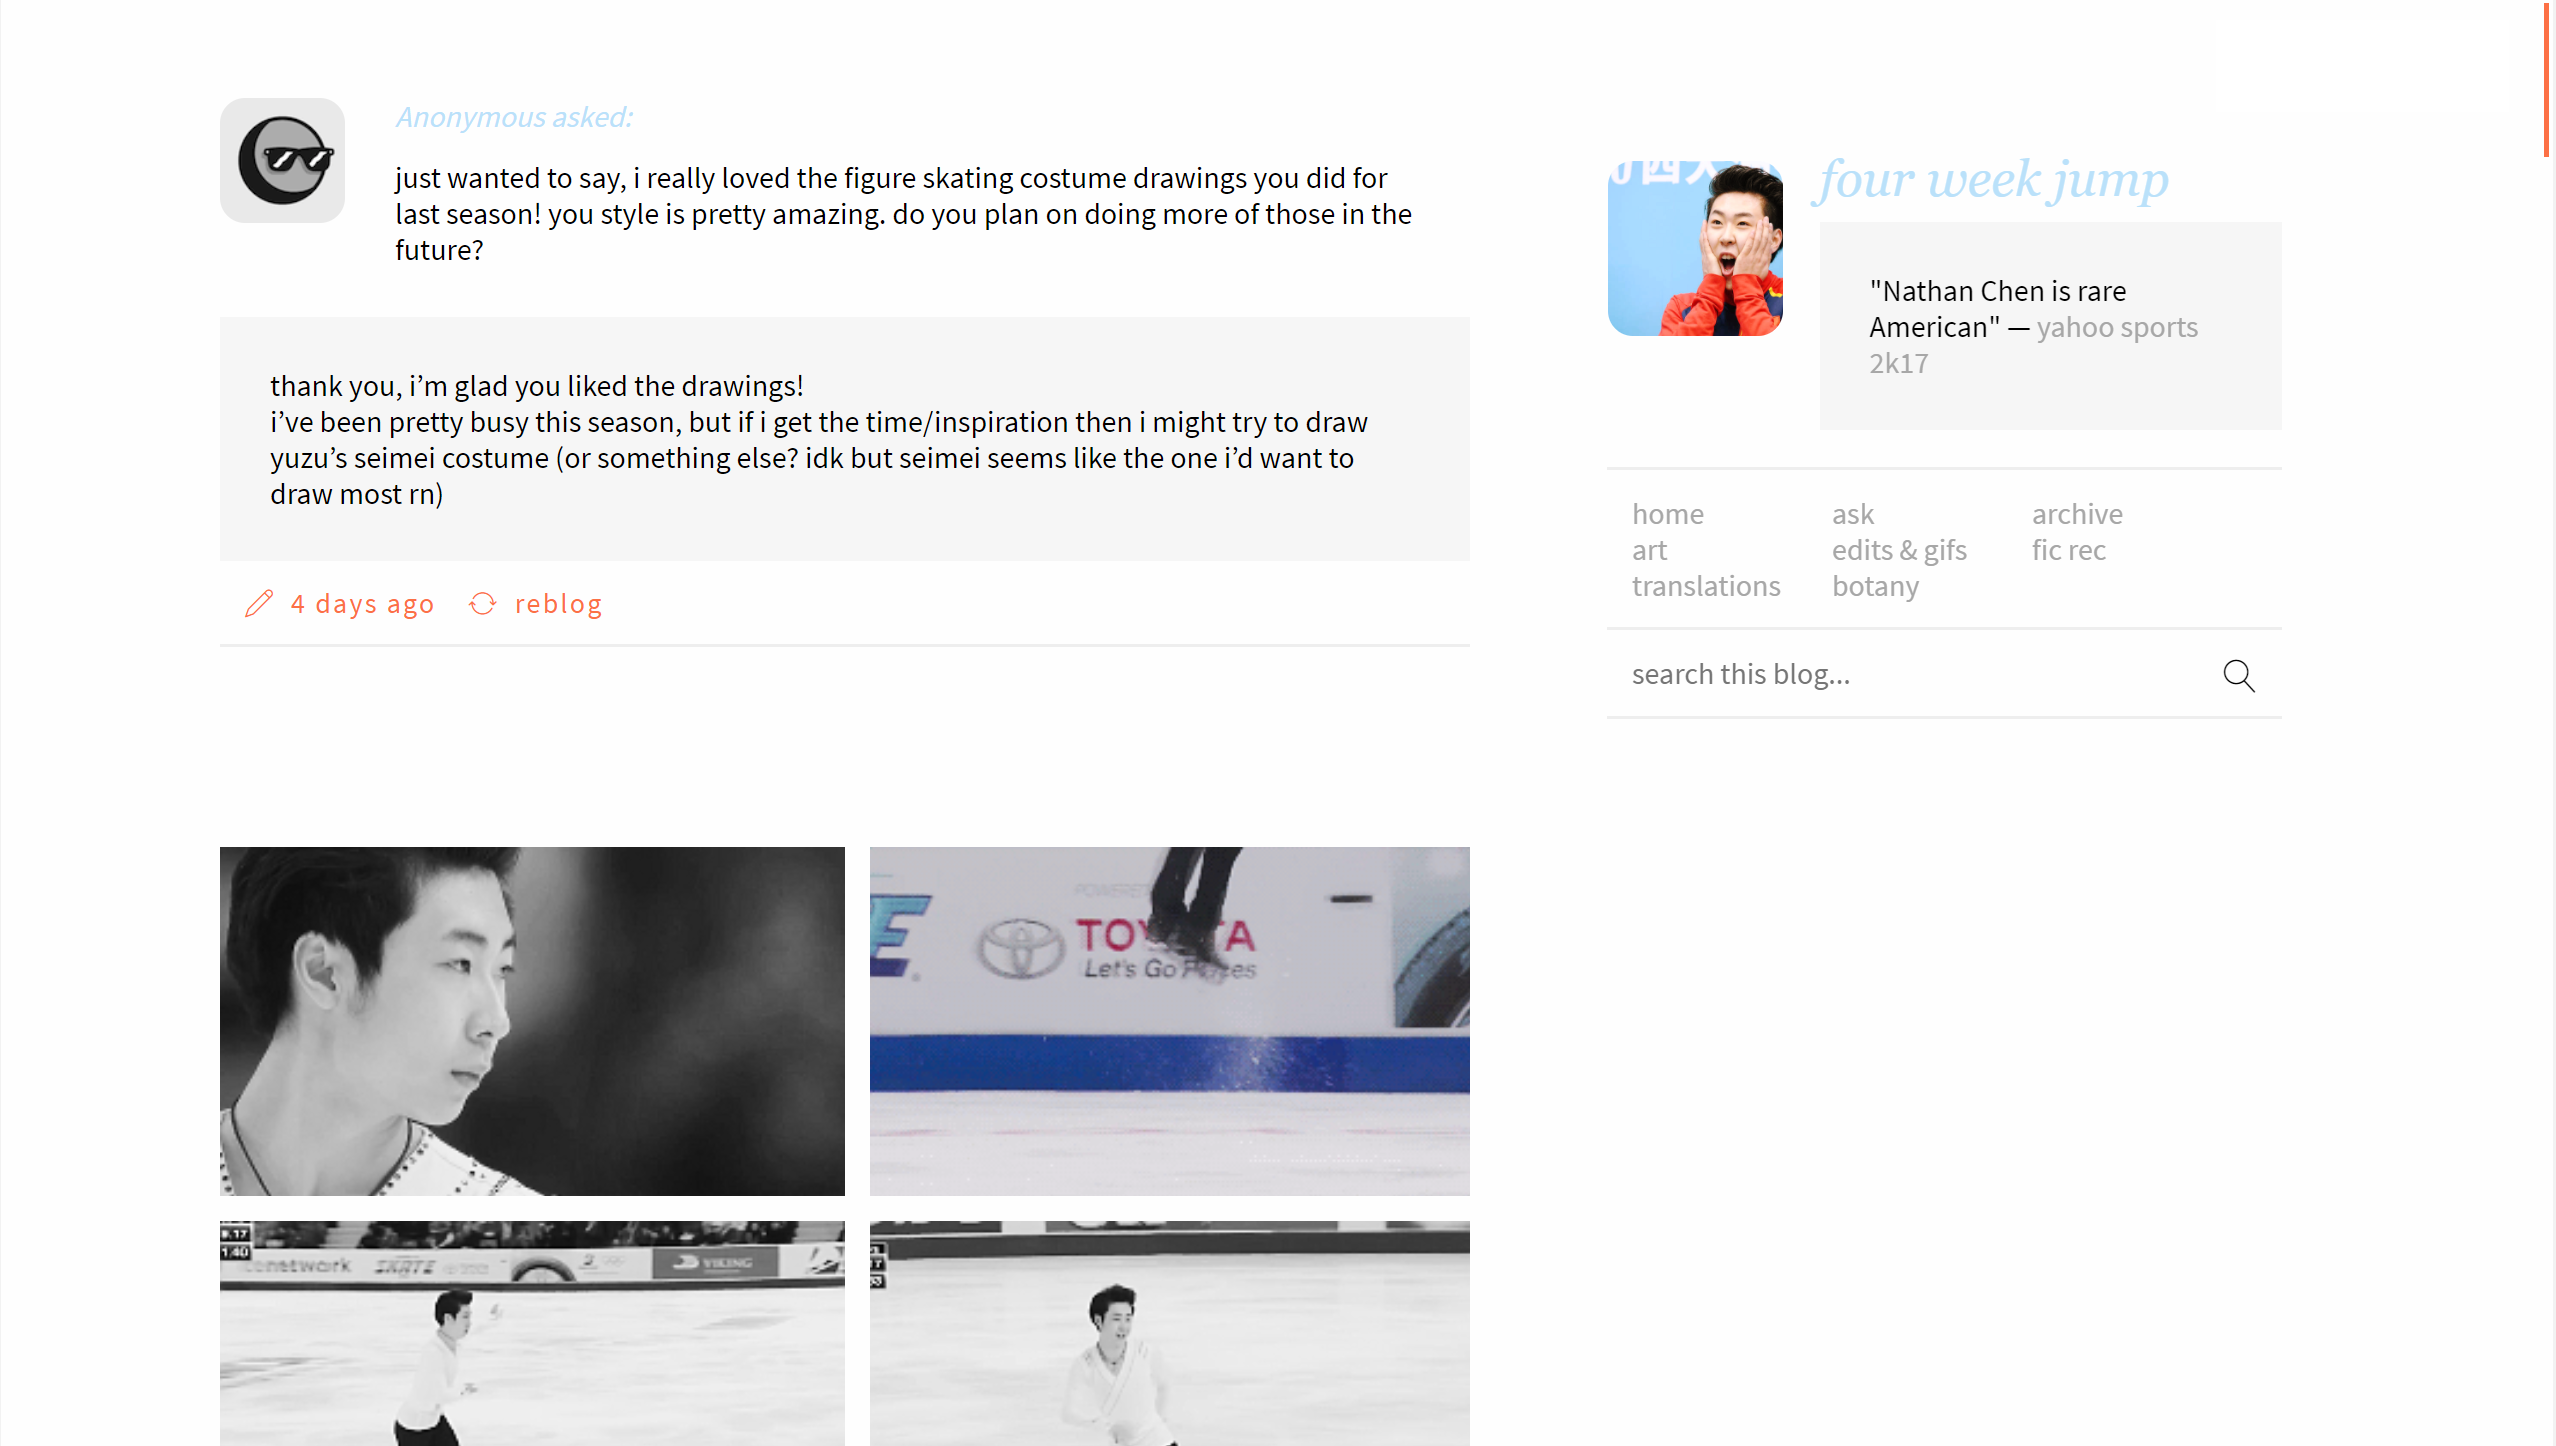 Anonymous asked:
just wanted to say, i really loved the figure skating costume drawings you did for
last season! you style is pretty amazing. do you plan on doing more of those in the
future?
thank you, i’m glad you liked the drawings!
i’ve been pretty busy this season, but if i get the time/inspiration then i might try to draw
yuzu’s seimei costume (or something else? idk but seimei seems like the one i’d want to
draw most rn)
4 days ago reblog
four week jump
"Nathan Chen is rare
American" — yahoo sports
2k17
home ask archive
art edits & gifs fic rec
translations botany
search this blog...
POWERED
TOYOTA
Let's Go Places
1:40
network SKATE VIKING